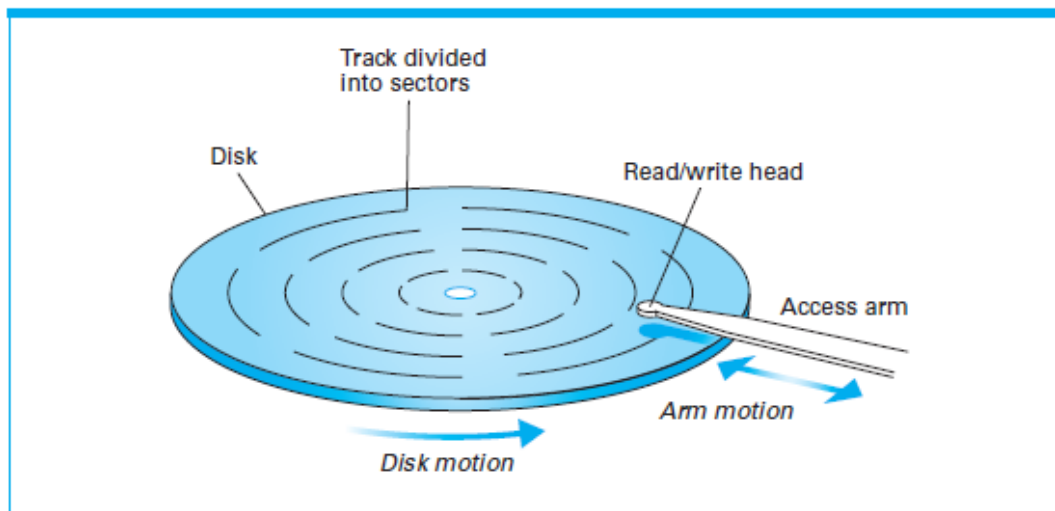 Track divided
into sectors
Disk
Read/write head
Access arm
Arm motion
Disk motion